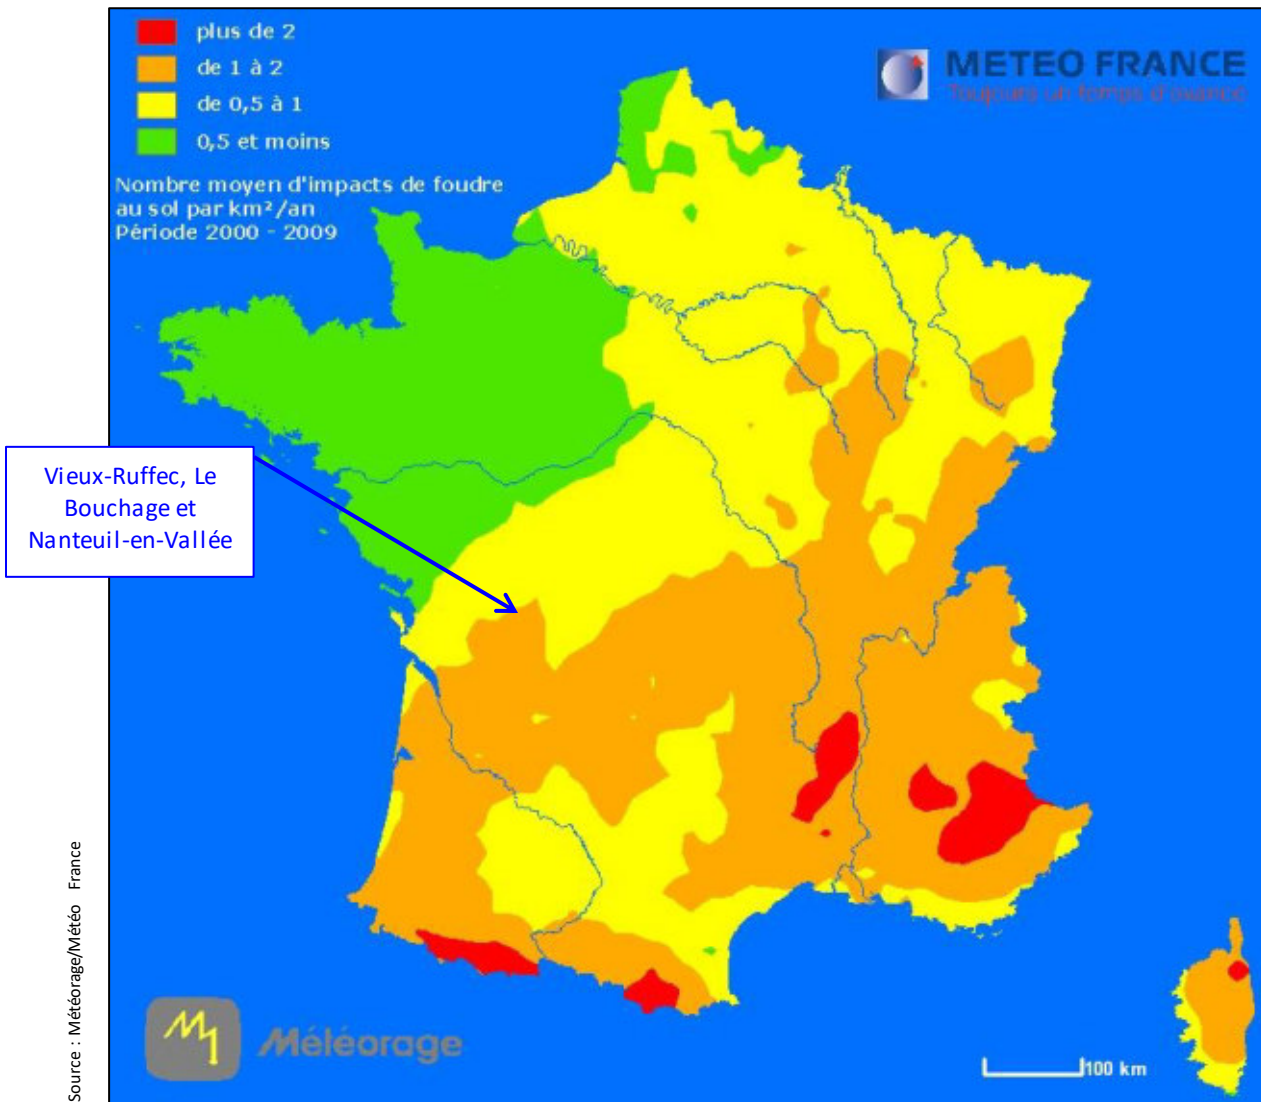 plus de 2
de 1 à 2
de 0,5 à 1
0,5 et moins
Nombre moyen d'impacts de foudre
au sol par km²/an
Période 2000 - 2009
METEO FRANCE
Toujours un temps d'avance
Vieux-Ruffec, Le
Bouchage et
Nanteuil-en-Vallée
Source : Météorage/Météo France
Météorage
100 km